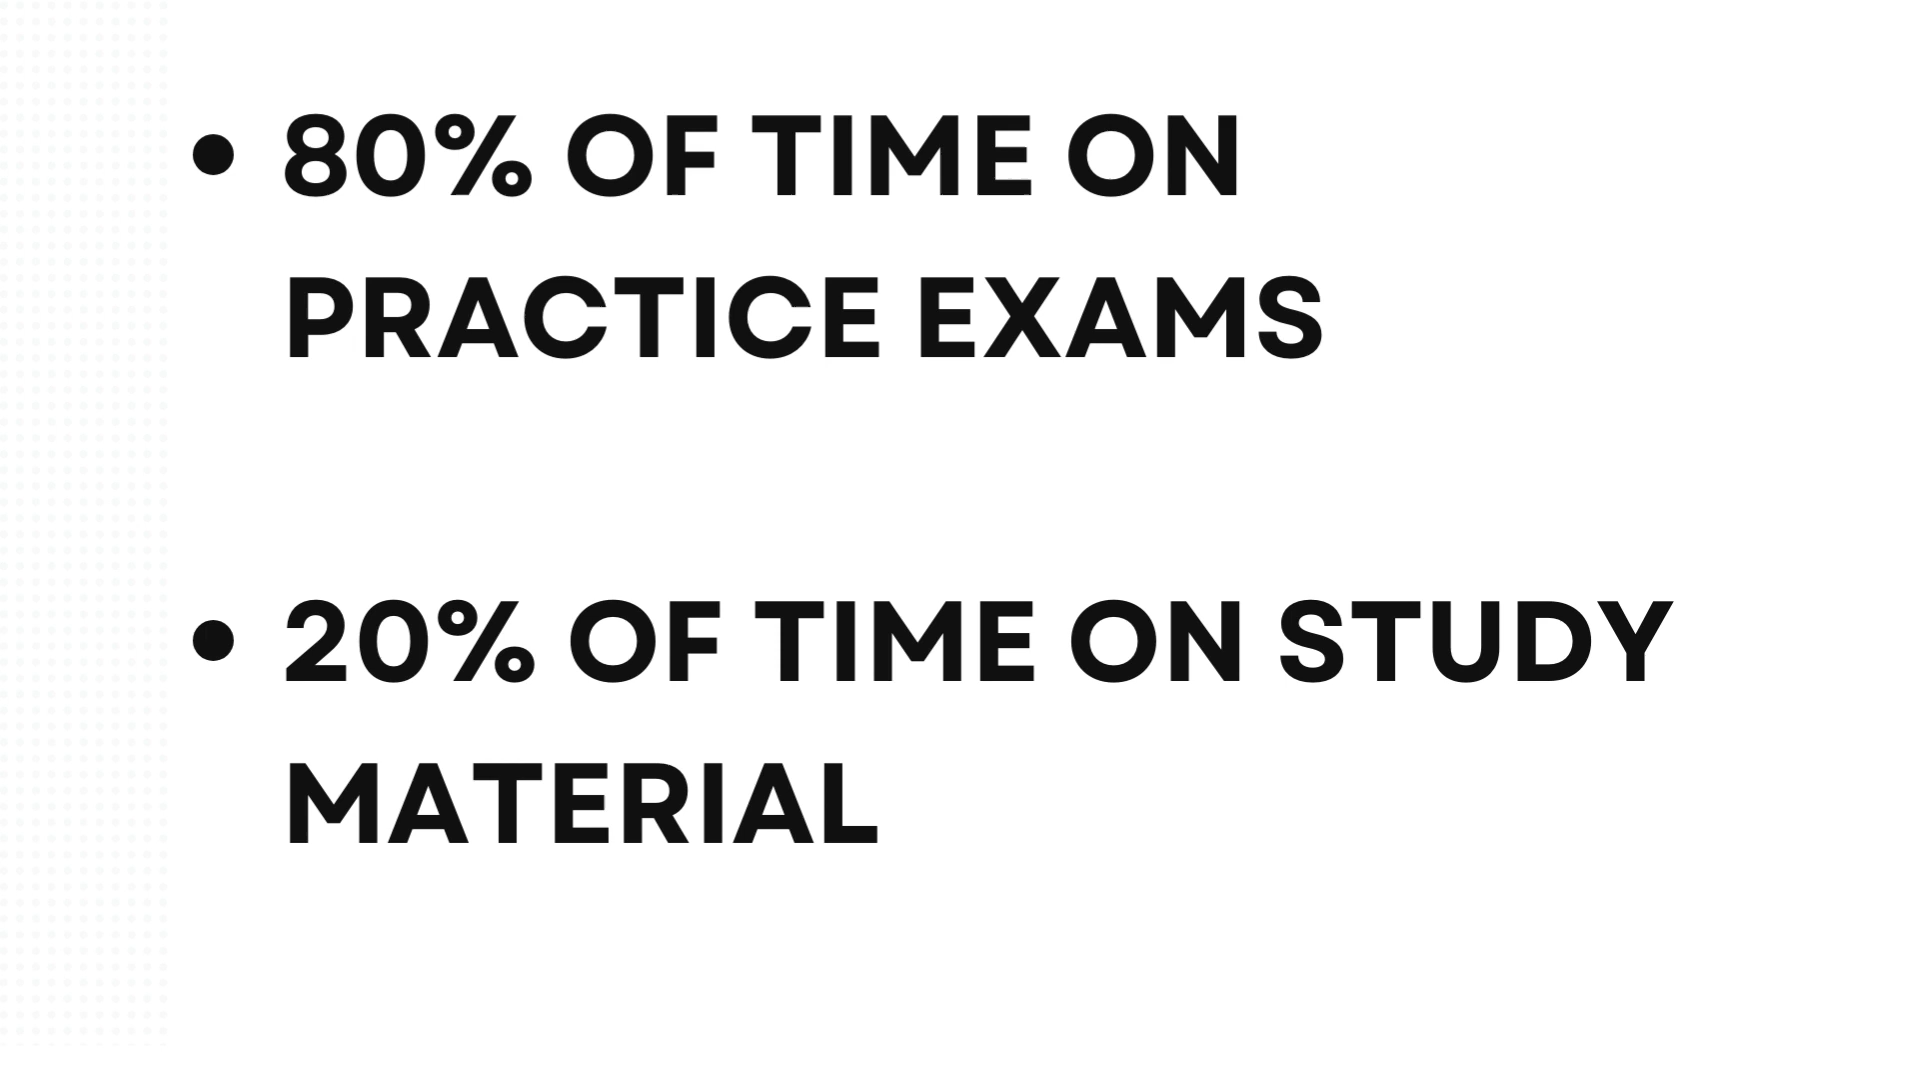 • 80% OF TIME ON
PRACTICE EXAMS
• 20% OF TIME ON STUDY
MATERIAL